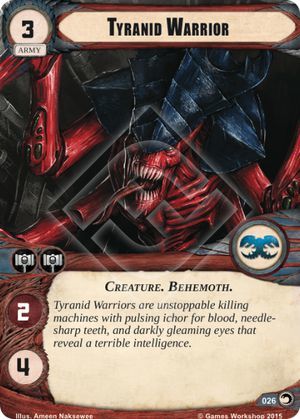 3
TYRANID WARRIOR
ARMY
CREATURE. BEHEMOTH.
2
Tyranid Warriors are unstoppable killing
machines with pulsing ichor for blood, needle-
sharp teeth, and darkly gleaming eyes that
reveal a terrible intelligence.
4
026
Illus. Ameen Naksewee
© Games Workshop 2015